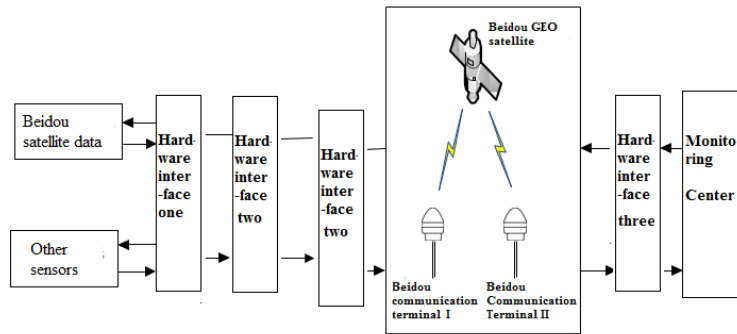 Beidou
satellite data
Other
sensors
Hard-
ware
inter
-face
one
Hard-
ware
inter
-face
two
Hard-
ware
inter
-face
two
Beidou GEO
satellite
Beidou
communication
terminal I
Beidou
Communication
Terminal II
Hard-
ware
inter
-face
three
Monito
ring
Center